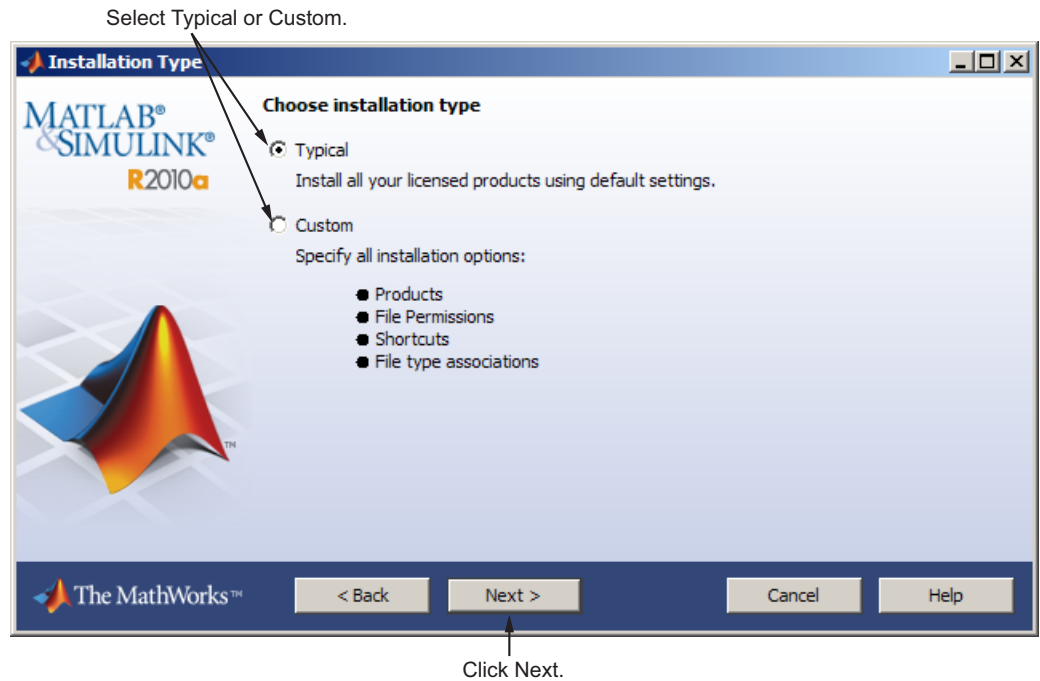 Select Typical or Custom.
Installation Type
MATLAB®
&SIMULINK®
R2010a
Choose installation type
Typical
Install all your licensed products using default settings.
Custom
Specify all installation options:
● Products
● File Permissions
● Shortcuts
● File type associations
TM
The MathWorks™
< Back
Next >
Cancel
Help
Click Next.